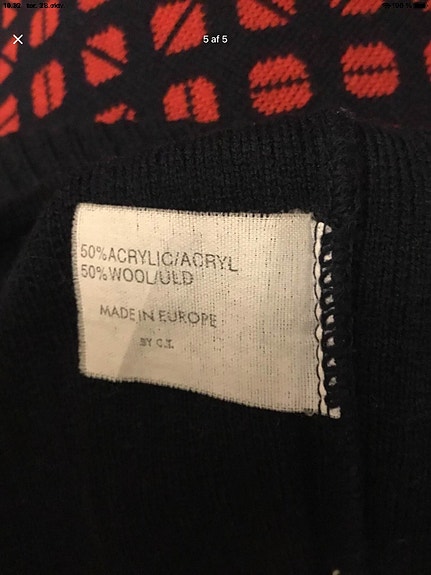 5 af 5
50%ACRYLIC/ACRYL
50%WOOL/ULD
MADE IN EUROPE
BY C.T.